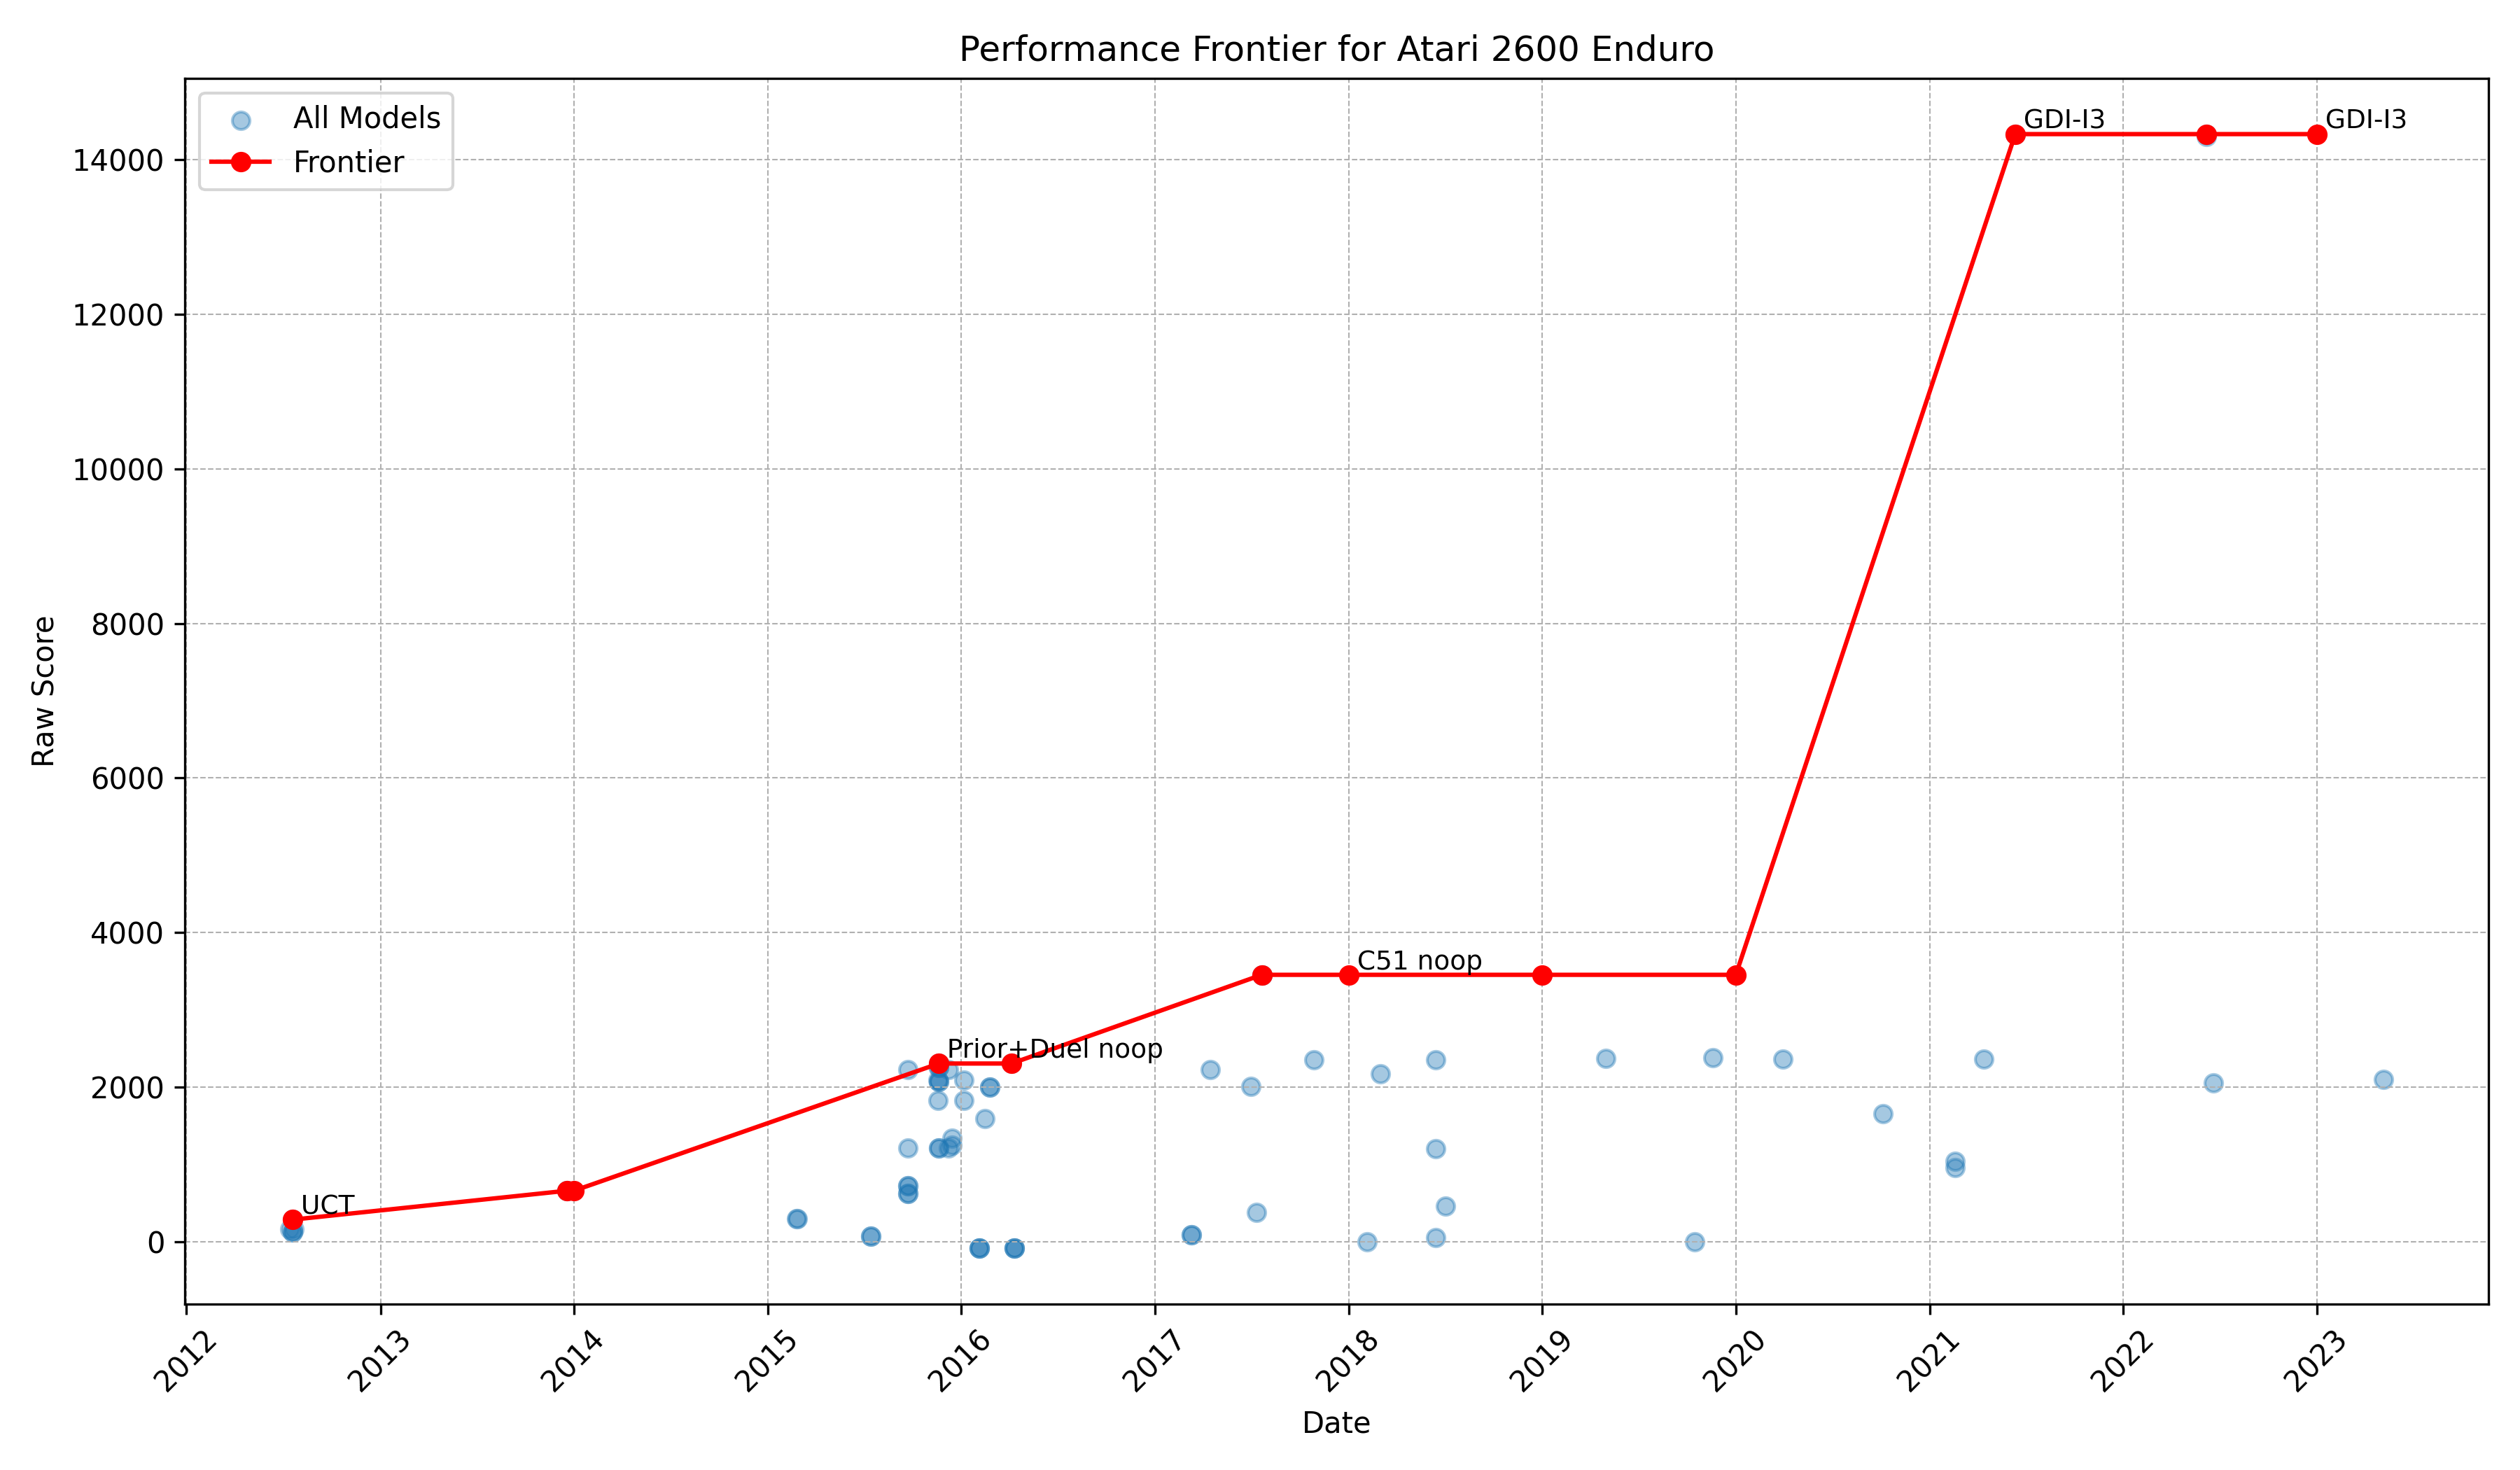 Performance Frontier for Atari 2600 Enduro
All Models
Frontier
GDI-I3
GDI-I3
C51 noop
Prior+Duel noop
UCT
14000
12000
10000
8000
6000
4000
2000
0
Raw Score
2012
2013
2014
2015
2016
2017
2018
2019
2020
2021
2022
2023
Date